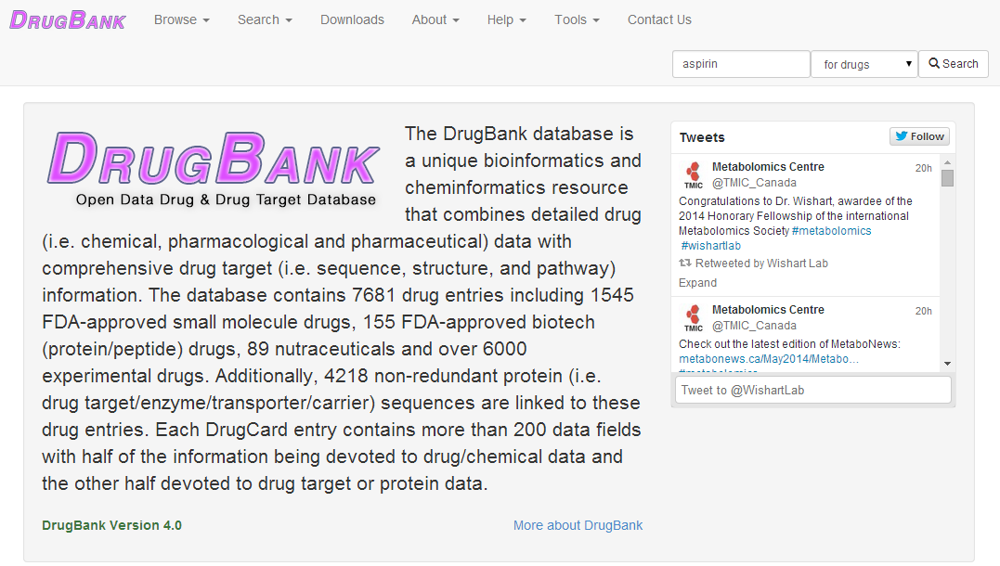 DRUGBANK
Browse
Search
Downloads
About
Help
Tools
Contact Us
aspirin
for drugs
Search
DRUGBANK
Open Data Drug & Drug Target Database
The DrugBank database is
a unique bioinformatics and
cheminformatics resource
that combines detailed drug
(i.e. chemical, pharmacological and pharmaceutical) data with
comprehensive drug target (i.e. sequence, structure, and pathway)
information. The database contains 7681 drug entries including 1545
FDA-approved small molecule drugs, 155 FDA-approved biotech
(protein/peptide) drugs, 89 nutraceuticals and over 6000
experimental drugs. Additionally, 4218 non-redundant protein (i.e.
drug target/enzyme/transporter/carrier) sequences are linked to these
drug entries. Each DrugCard entry contains more than 200 data fields
with half of the information being devoted to drug/chemical data and
the other half devoted to drug target or protein data.
DrugBank Version 4.0
More about DrugBank
Tweets
Follow
TMIC
Metabolomics Centre
20h
@TMIC_Canada
Congratulations to Dr. Wishart, awardee of the
2014 Honorary Fellowship of the international
Metabolomics Society #metabolomics
#wishartlab
Retweeted by Wishart Lab
Expand
TMIC
Metabolomics Centre
20h
@TMIC_Canada
Check out the latest edition of MetaboNews:
metabonews.ca/May2014/Metabo…
#metabolomics
Tweet to @WishartLab